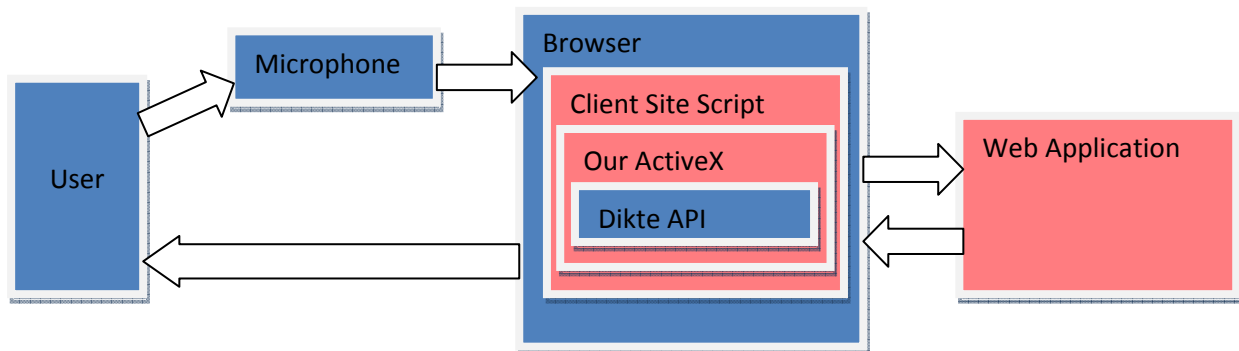 User
Microphone
Browser
Client Site Script
Our ActiveX
Dikte API
Web Application